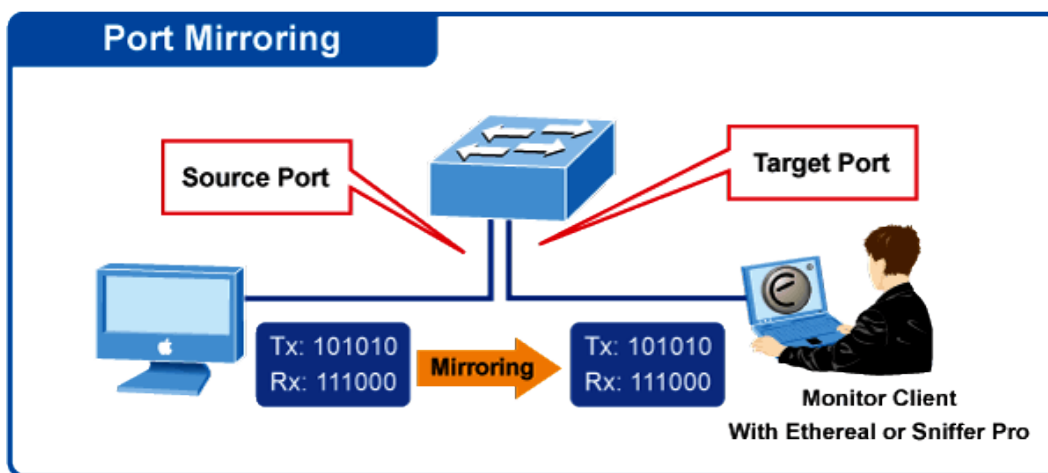 Port Mirroring
Source Port
Target Port
Tx: 101010
Rx: 111000
Mirroring
Tx: 101010
Rx: 111000
Monitor Client
With Ethereal or Sniffer Pro